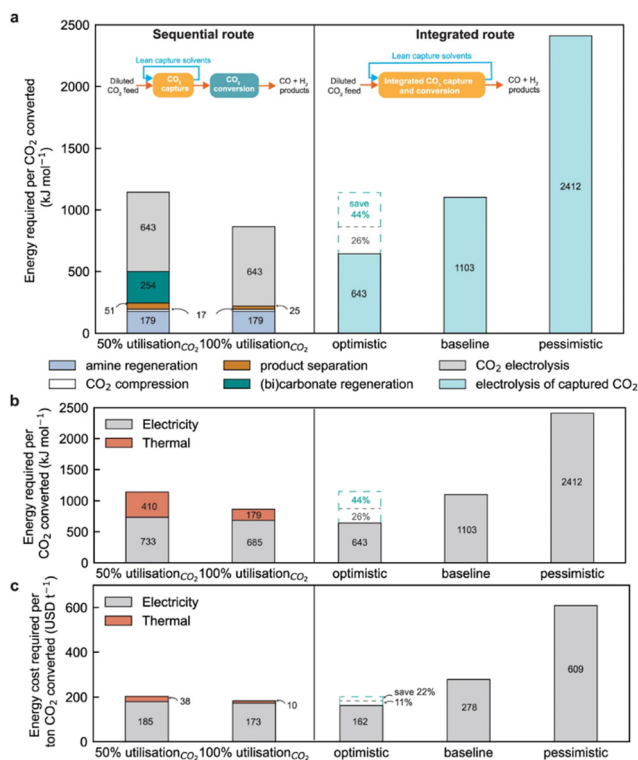 a
Sequential route
Integrated route
Lean capture solvents
Diluted
CO₂ feed
CO₂
capture
CO₂
conversion
CO + H₂
products
Lean capture solvents
Diluted
CO₂ feed
Integrated CO₂ capture
and conversion
CO + H₂
products
Energy required per CO₂ converted
(kJ mol⁻¹)
2500
2000
1500
1000
500
0
643
254
51
179
17
643
25
179
save
44%
26%
643
1103
2412
50% utilisation_CO₂ 100% utilisation_CO₂ optimistic baseline pessimistic
amine regeneration product separation CO₂ electrolysis
CO₂ compression (bi)carbonate regeneration electrolysis of captured CO₂
b
Energy required per
CO₂ converted (kJ mol⁻¹)
2500
2000
1500
1000
500
0
Electricity
Thermal
410
733
179
685
44%
26%
643
1103
2412
50% utilisation_CO₂ 100% utilisation_CO₂ optimistic baseline pessimistic
c
Energy cost required per
ton CO₂ converted (USD t⁻¹)
600
400
200
0
Electricity
Thermal
38
185
10
173
save 22%
11%
162
278
609
50% utilisation_CO₂ 100% utilisation_CO₂ optimistic baseline pessimistic